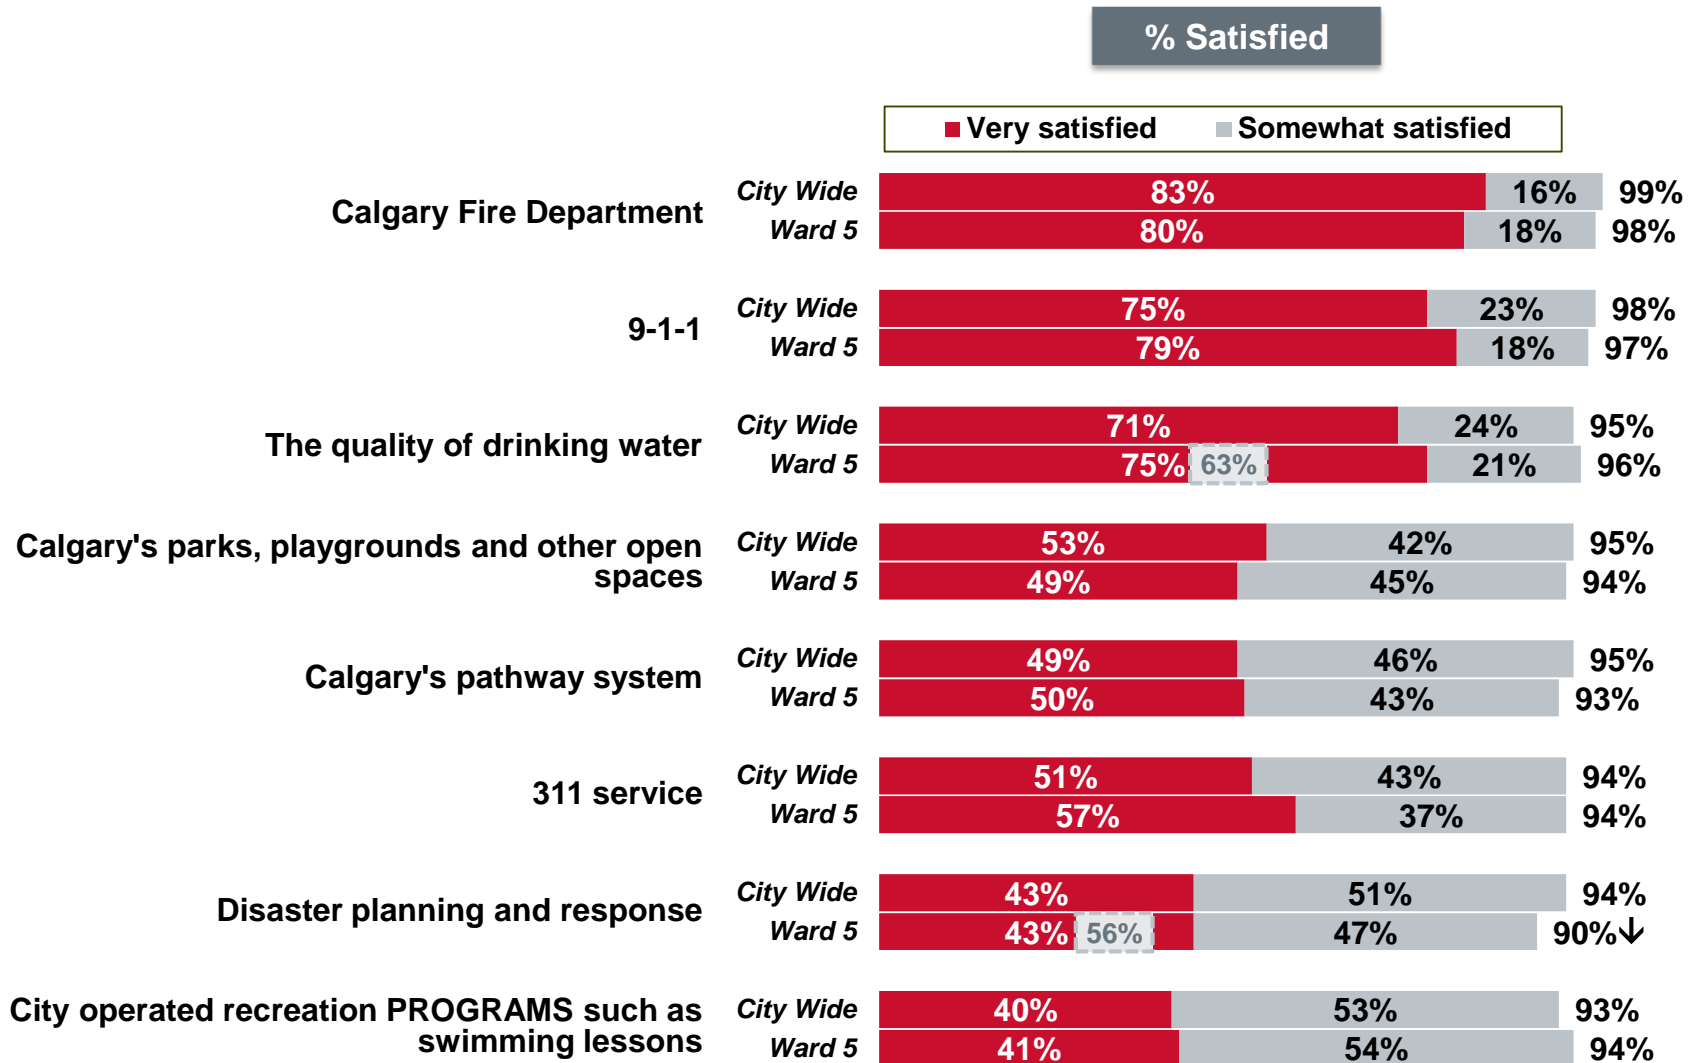 % Satisfied
Very satisfied Somewhat satisfied
Calgary Fire Department
City Wide 83% 16% 99%
Ward 5 80% 18% 98%
9-1-1
City Wide 75% 23% 98%
Ward 5 79% 18% 97%
The quality of drinking water
City Wide 71% 24% 95%
Ward 5 75% 63% 21% 96%
Calgary's parks, playgrounds and other open
spaces
City Wide 53% 42% 95%
Ward 5 49% 45% 94%
Calgary's pathway system
City Wide 49% 46% 95%
Ward 5 50% 43% 93%
311 service
City Wide 51% 43% 94%
Ward 5 57% 37% 94%
Disaster planning and response
City Wide 43% 51% 94%
Ward 5 43% 56% 47% 90%↓
City operated recreation PROGRAMS such as
swimming lessons
City Wide 40% 53% 93%
Ward 5 41% 54% 94%